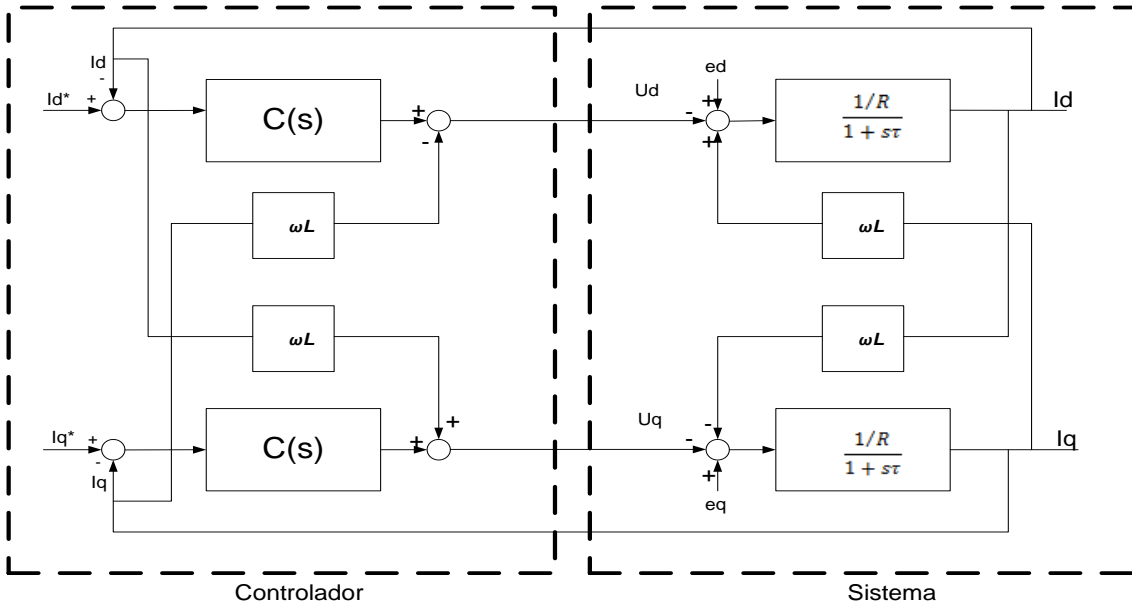 Id
-
Id*
+
C(s)
+
-
Ud
ed
-
+
+
1/R
1 + sτ
Id
ωL
ωL
ωL
ωL
Iq*
+
-
Iq
C(s)
+
+
Uq
-
-
+
eq
1/R
1 + sτ
Iq
Controlador
Sistema